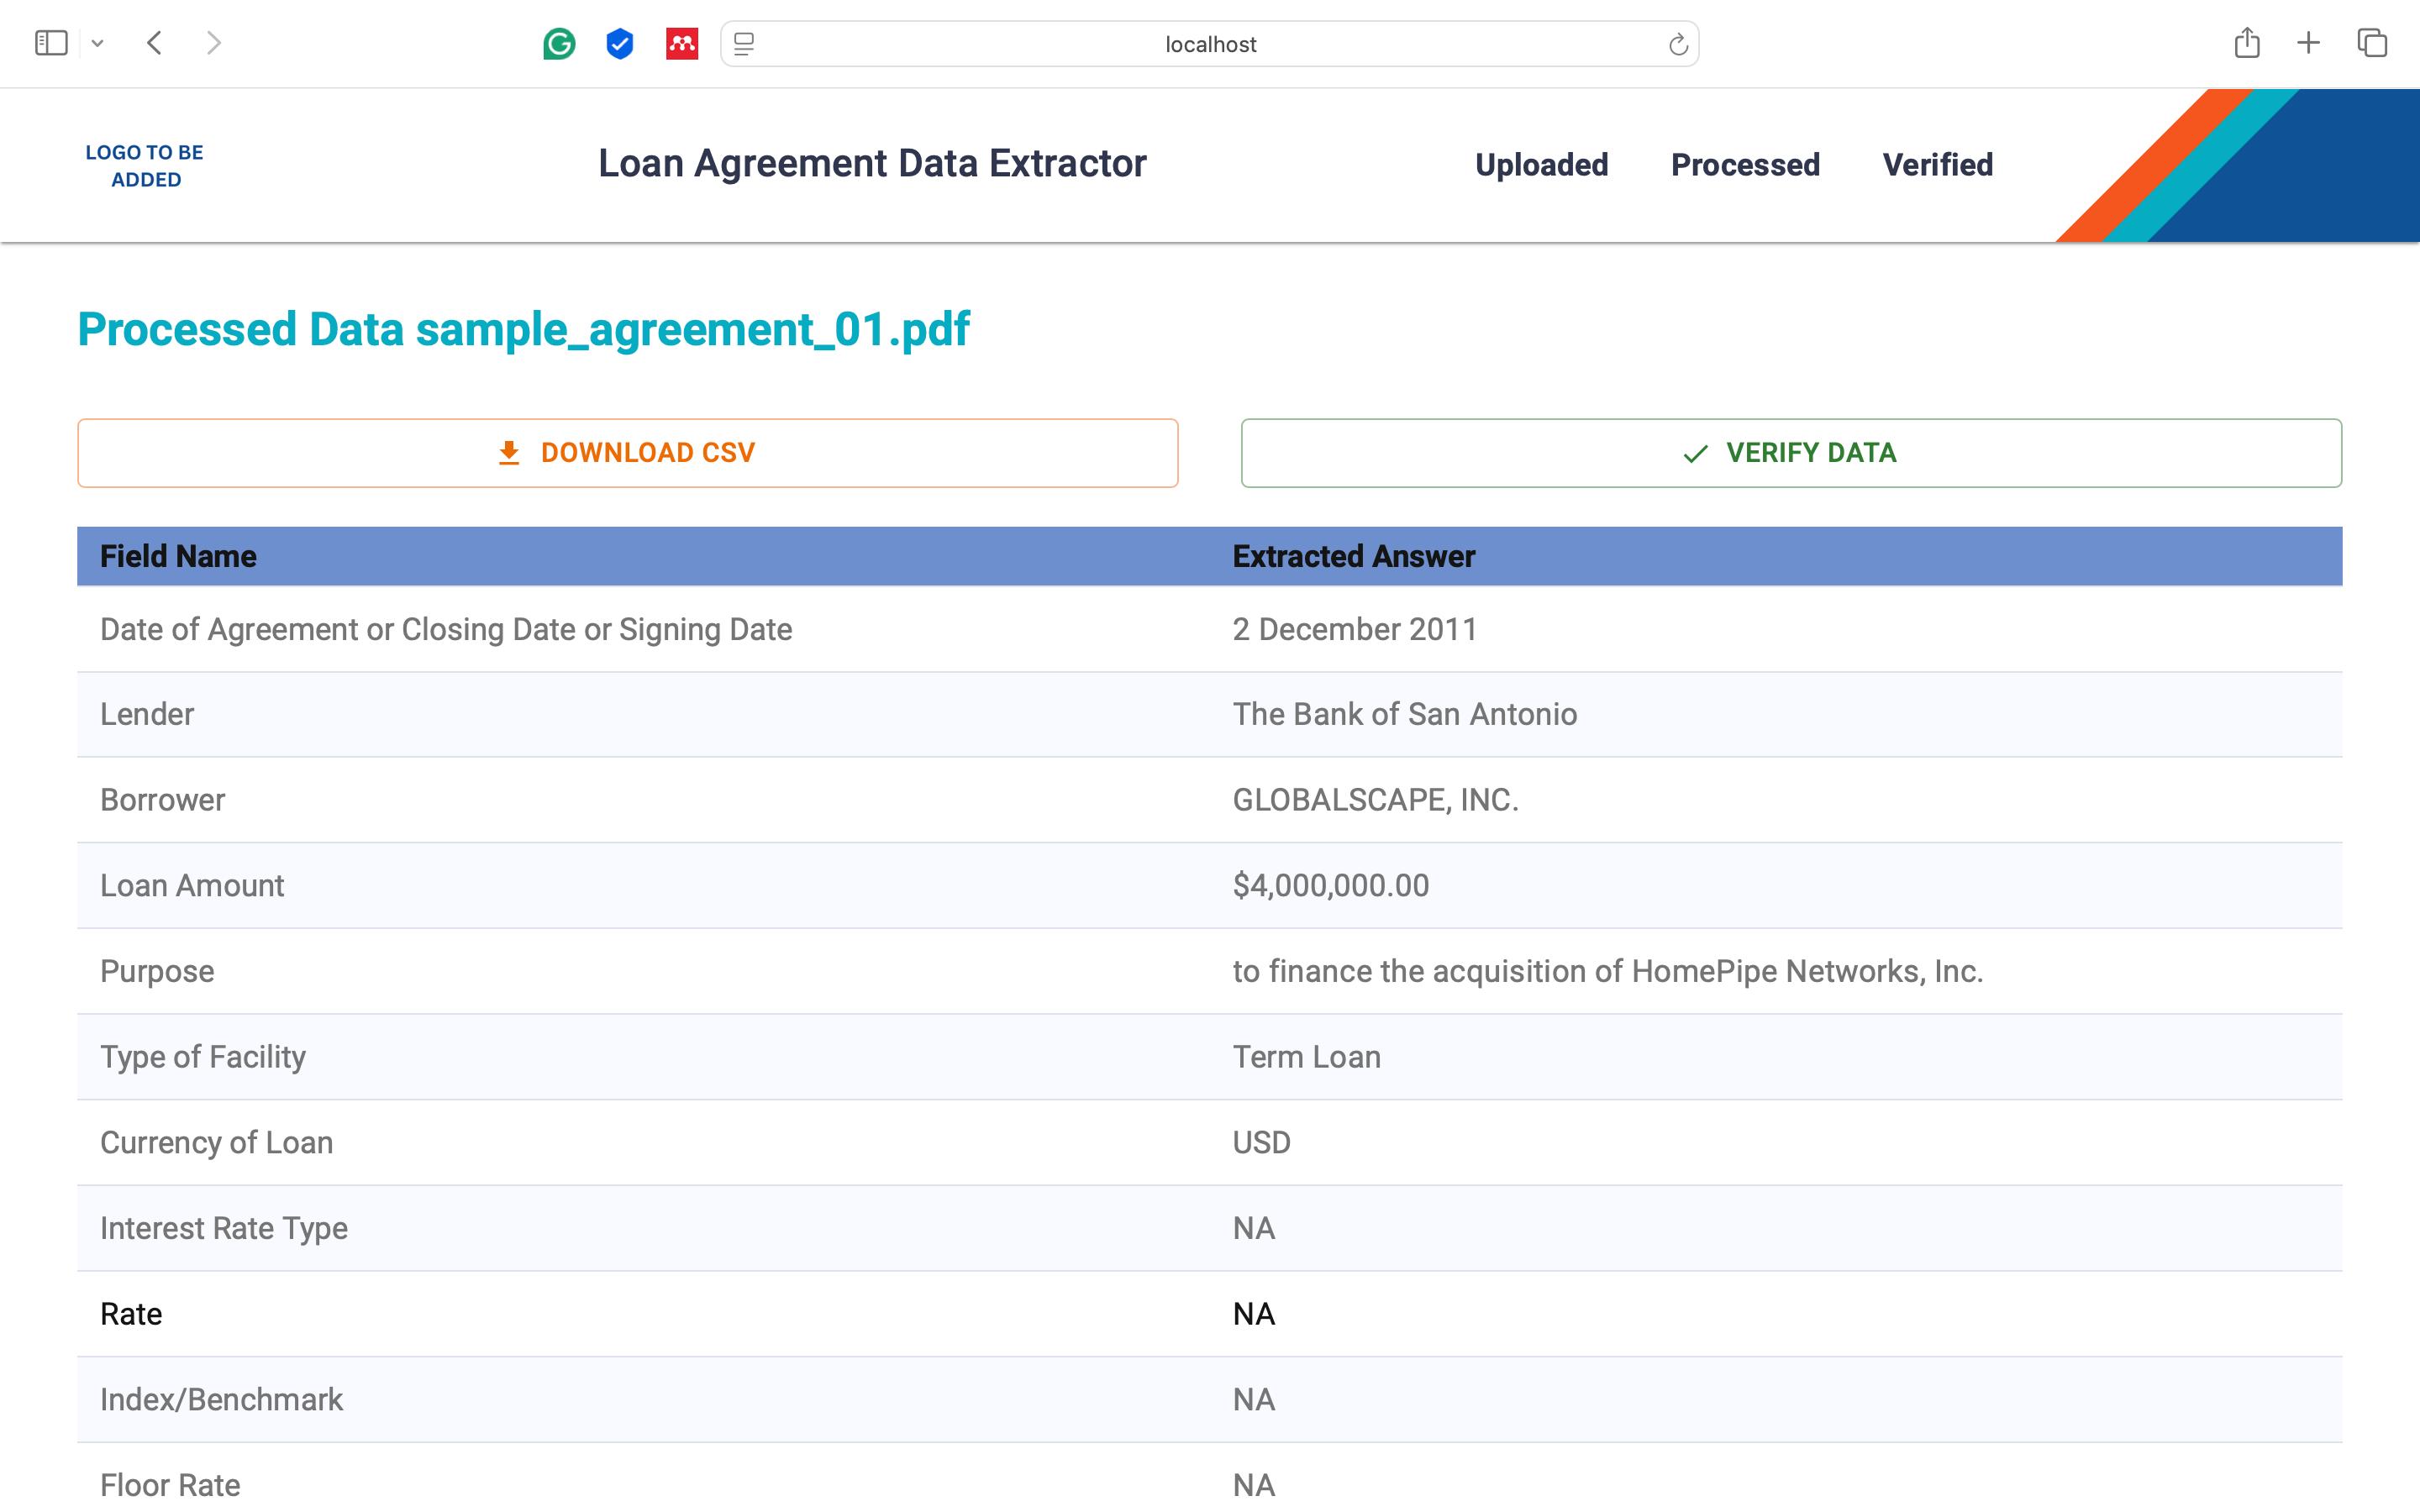 localhost
LOGO TO BE
ADDED
Loan Agreement Data Extractor
Uploaded Processed Verified
Processed Data sample_agreement_01.pdf
DOWNLOAD CSV
VERIFY DATA
Field Name Extracted Answer
Date of Agreement or Closing Date or Signing Date 2 December 2011
Lender The Bank of San Antonio
Borrower GLOBALSCAPE, INC.
Loan Amount $4,000,000.00
Purpose to finance the acquisition of HomePipe Networks, Inc.
Type of Facility Term Loan
Currency of Loan USD
Interest Rate Type NA
Rate NA
Index/Benchmark NA
Floor Rate NA